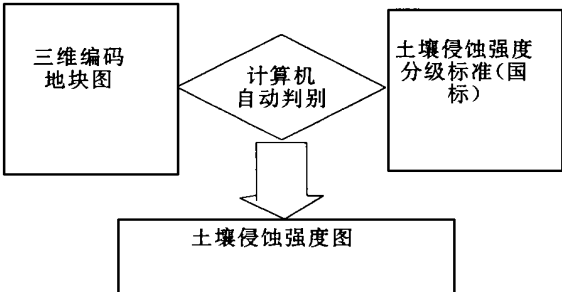 三维编码
地块图
计算机
自动判别
土壤侵蚀强度
分级标准(国
标)
土壤侵蚀强度图